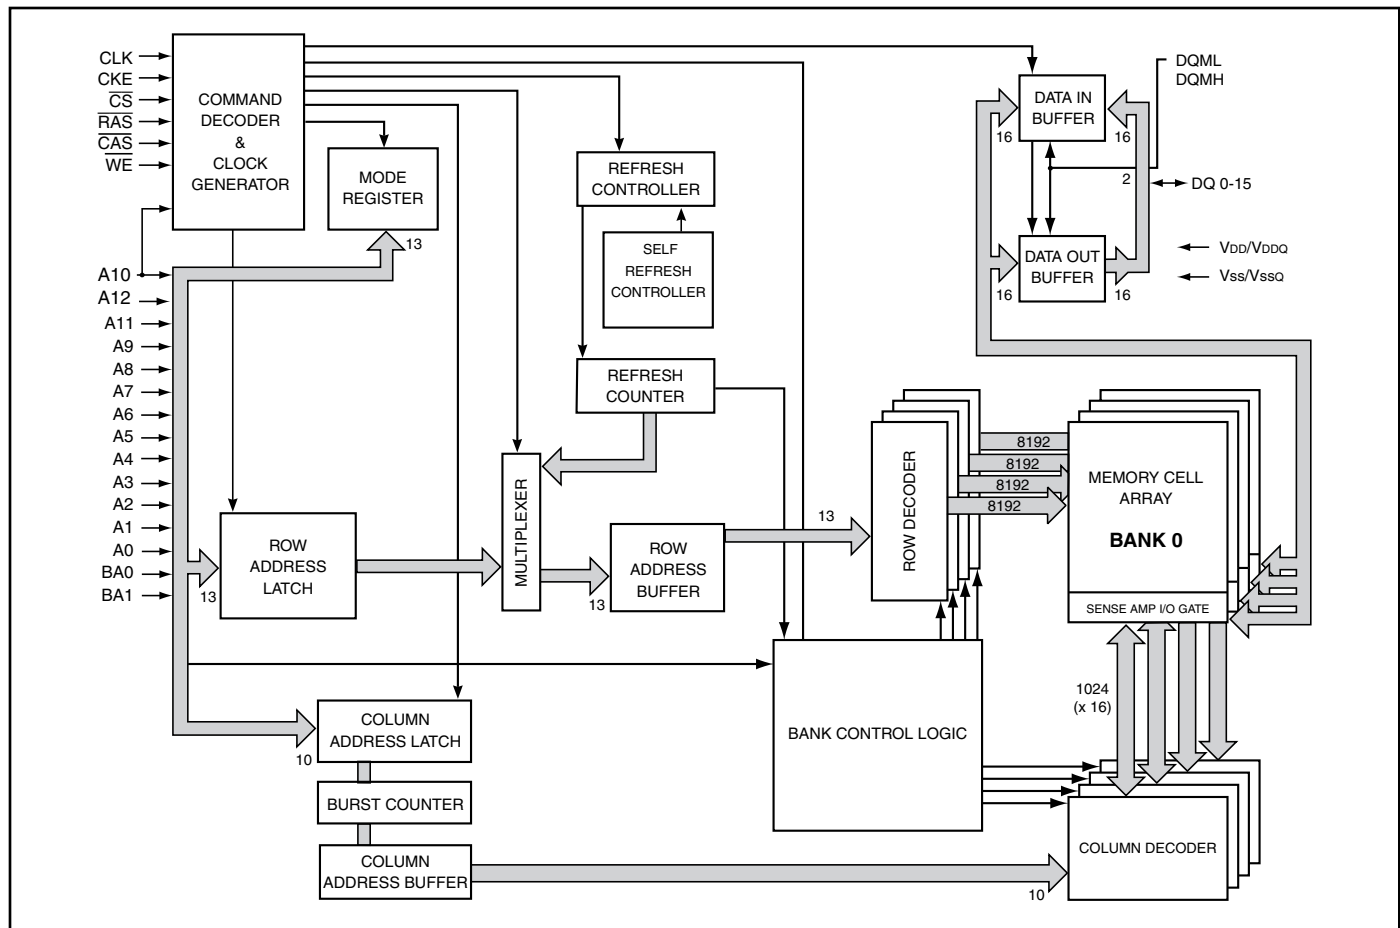 CLK
CKE
CS
RAS
CAS
WE
COMMAND
DECODER
&
CLOCK
GENERATOR
MODE
REGISTER
13
REFRESH
CONTROLLER
SELF
REFRESH
CONTROLLER
REFRESH
COUNTER
DATA IN
BUFFER
16
16
DQML
DQMH
2
DQ 0-15
DATA OUT
BUFFER
16
16
VDD/VDDQ
Vss/VssQ
A10
A12
A11
A9
A8
A7
A6
A5
A4
A3
A2
A1
A0
BA0
BA1
13
ROW
ADDRESS
LATCH
MULTIPLEXER
13
ROW
ADDRESS
BUFFER
13
ROW DECODER
8192
8192
8192
8192
MEMORY CELL
ARRAY
BANK 0
SENSE AMP I/O GATE
1024
(x 16)
BANK CONTROL LOGIC
10
COLUMN
ADDRESS LATCH
BURST COUNTER
COLUMN
ADDRESS BUFFER
10
COLUMN DECODER